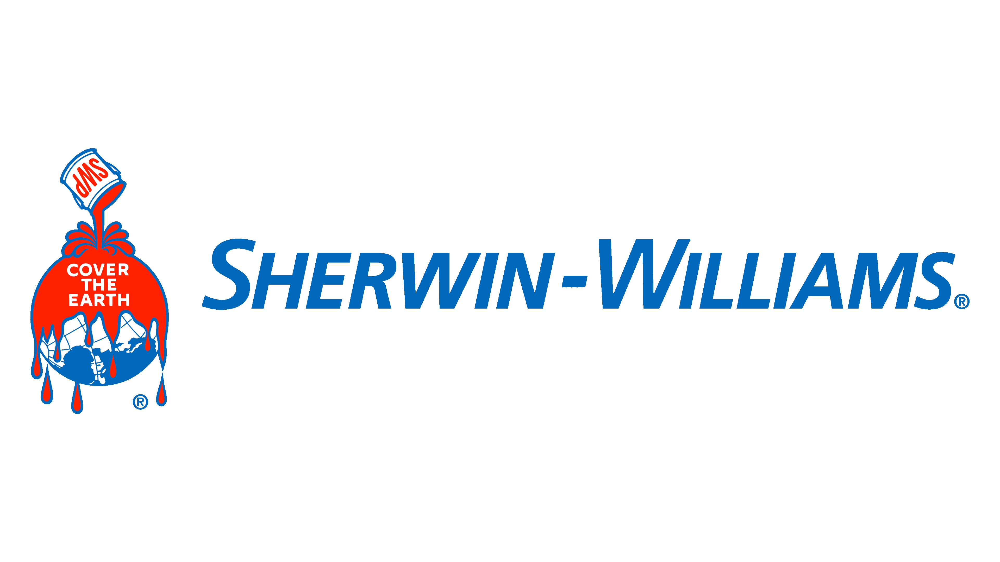 SWP
COVER
THE
EARTH
®
SHERWIN-WILLIAMS®